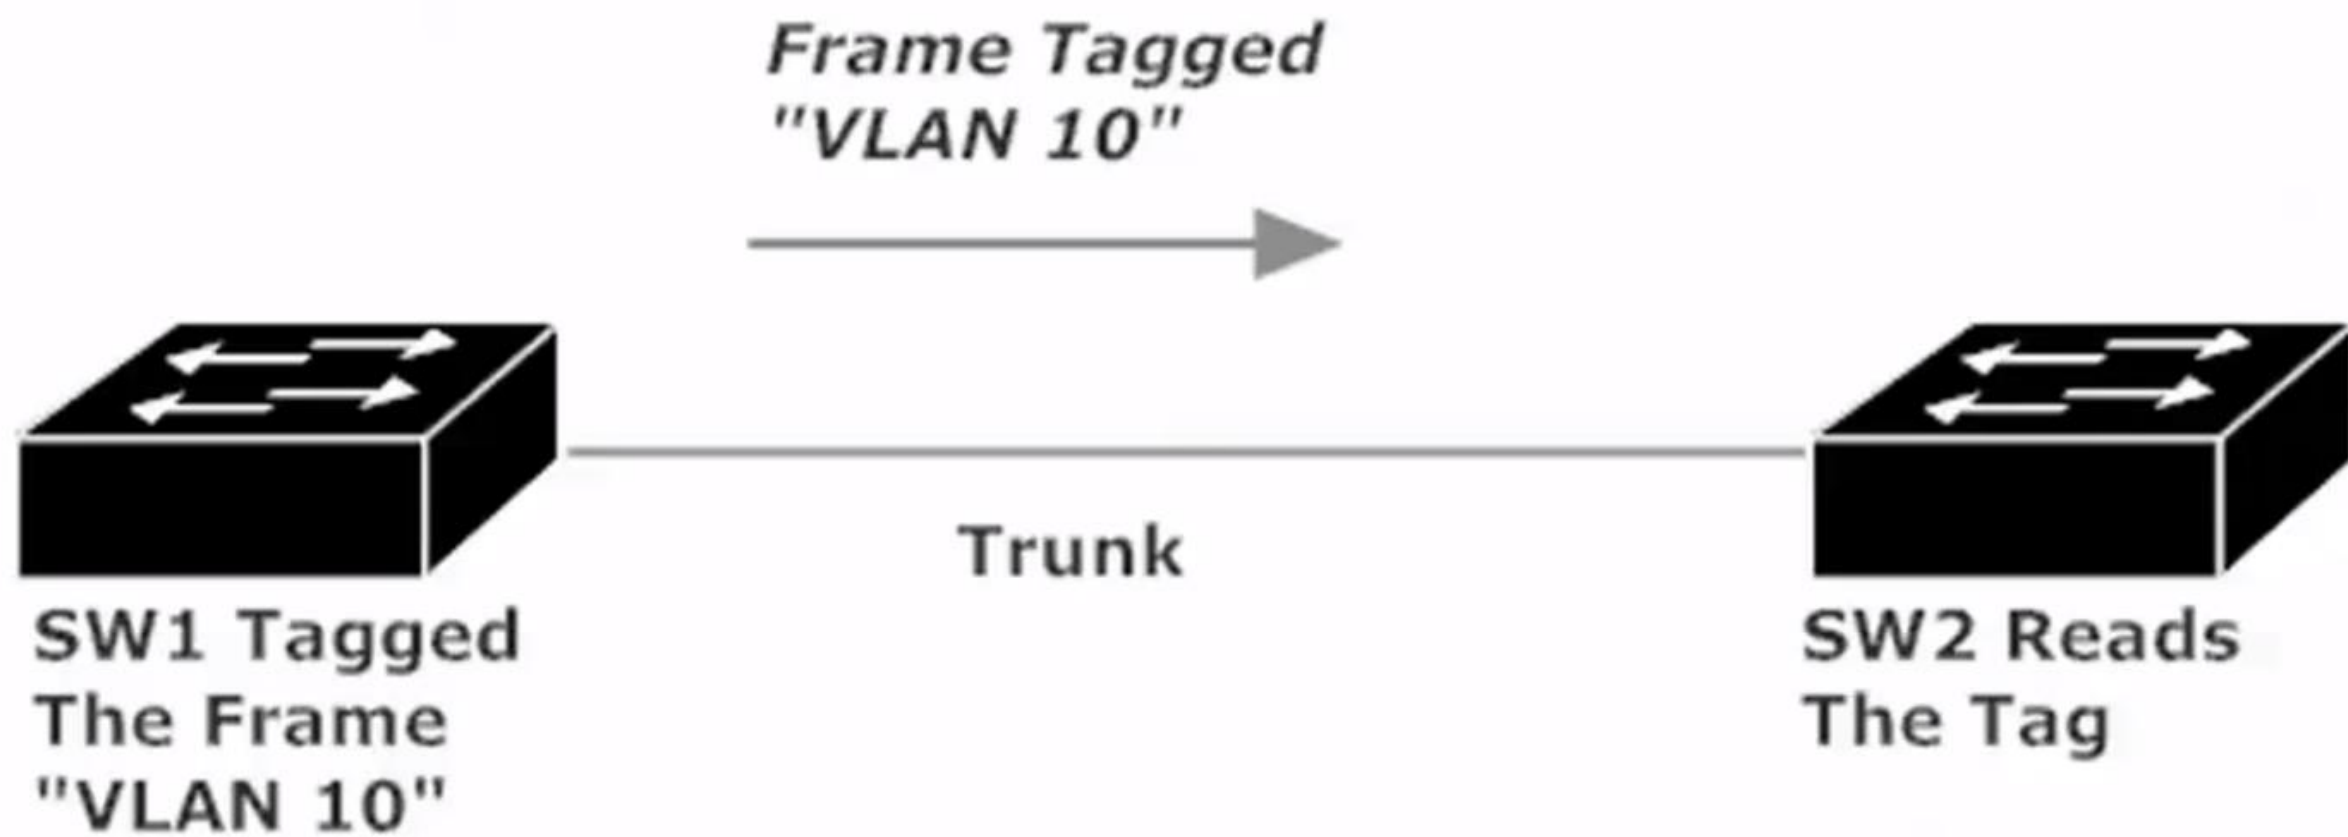 Frame Tagged
"VLAN 10"
Trunk
SW1 Tagged
The Frame
"VLAN 10"
SW2 Reads
The Tag